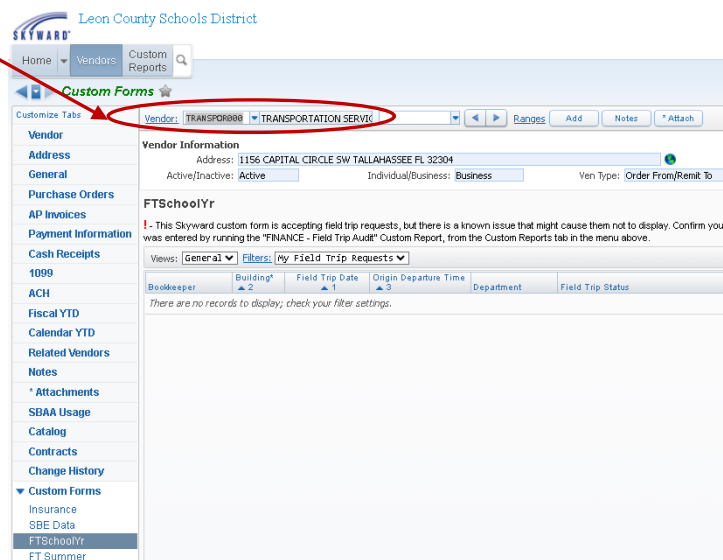 Leon County Schools District
SKYWARD
Home Vendors Custom Reports
Custom Forms
Customize Tabs
Vendor: TRANSPOR000 TRANSPORTATION SERVIC Ranges Add Notes * Attach
Vendor
Vendor Information
Address
Address: 1156 CAPITAL CIRCLE SW TALLAHASSEE FL 32304
General
Active/Inactive: Active Individual/Business: Business Ven Type: Order From/Remit To
Purchase Orders
FTSchoolYr
AP Invoices
! - This Skyward custom form is accepting field trip requests, but there is a known issue that might cause them not to display. Confirm you
Payment Information
was entered by running the "FINANCE - Field Trip Audit" Custom Report, from the Custom Reports tab in the menu above.
Cash Receipts
Views: General Filters: My Field Trip Requests
1099
Bookkeeper Building* 2 Field Trip Date 1 Origin Departure Time 3 Department Field Trip Status
ACH
There are no records to display; check your filter settings.
Fiscal YTD
Calendar YTD
Related Vendors
Notes
* Attachments
SBAA Usage
Catalog
Contracts
Change History
Custom Forms
Insurance
SBE Data
FTSchoolYr
FT Summer